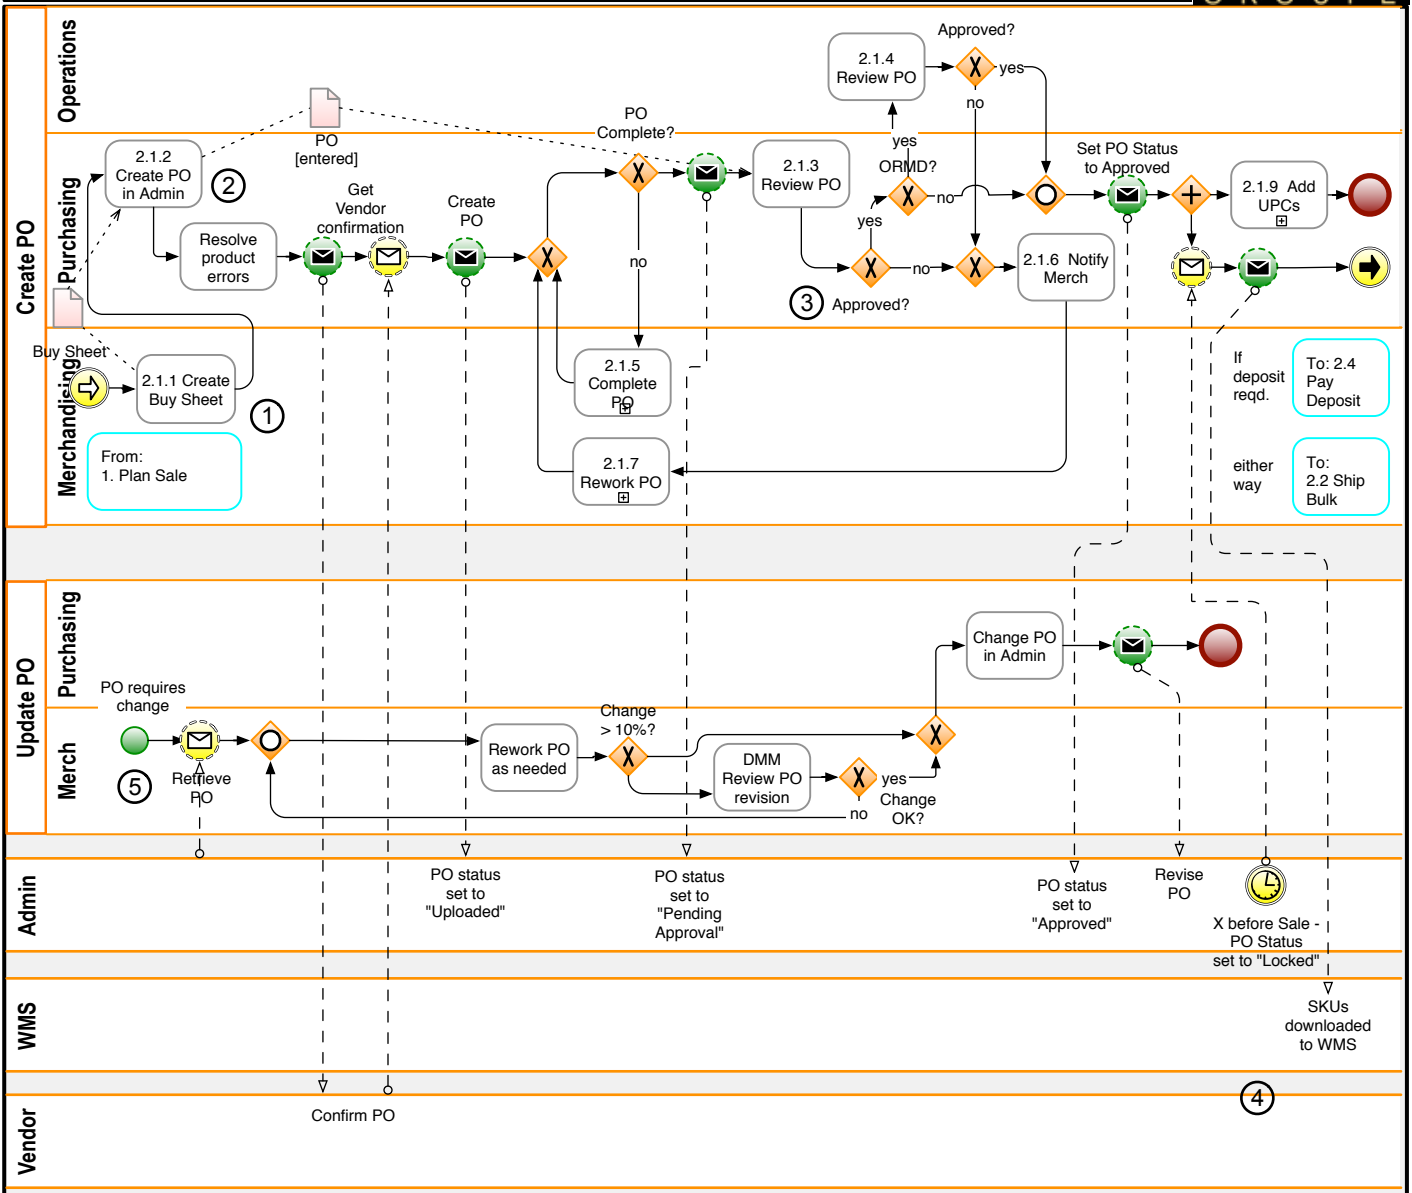 Operations
Approved?
2.1.4
Review PO
yes
no
PO
Complete?
PO
[entered]
yes
ORMD?
Create PO
Purchasing
2.1.2
Create PO
in Admin
2
Get
Vendor
confirmation
Create
PO
Resolve
product
errors
no
2.1.3
Review PO
yes
no
no
3
Approved?
Set PO Status
to Approved
2.1.6 Notify
Merch
2.1.9 Add
UPCs
Merchandising
Buy Sheet
2.1.1 Create
Buy Sheet
1
From:
1. Plan Sale
2.1.5
Complete
PO
2.1.7
Rework PO
If
deposit
reqd.
To: 2.4
Pay
Deposit
either
way
To:
2.2 Ship
Bulk
Update PO
Purchasing
Change PO
in Admin
Merch
PO requires
change
5
Retrieve
PO
Rework PO
as needed
Change
> 10%?
DMM
Review PO
revision
yes
no
Change
OK?
Admin
PO status
set to
"Uploaded"
PO status
set to
"Pending
Approval"
PO status
set to
"Approved"
Revise
PO
X before Sale -
PO Status
set to "Locked"
WMS
SKUs
downloaded
to WMS
4
Vendor
Confirm PO